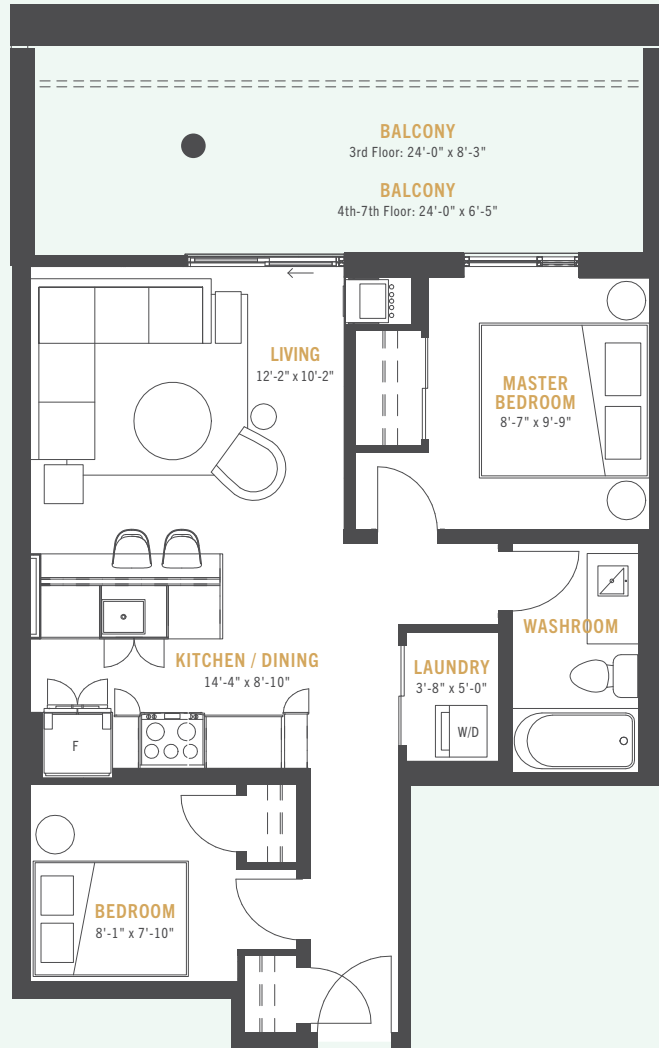 BALCONY
3rd Floor: 24'-0" x 8'-3"
BALCONY
4th-7th Floor: 24'-0" x 6'-5"
LIVING
12'-2" x 10'-2"
MASTER
BEDROOM
8'-7" x 9'-9"
WASHROOM
KITCHEN / DINING
14'-4" x 8'-10"
LAUNDRY
3'-8" x 5'-0"
W/D
F
BEDROOM
8'-1" x 7'-10"